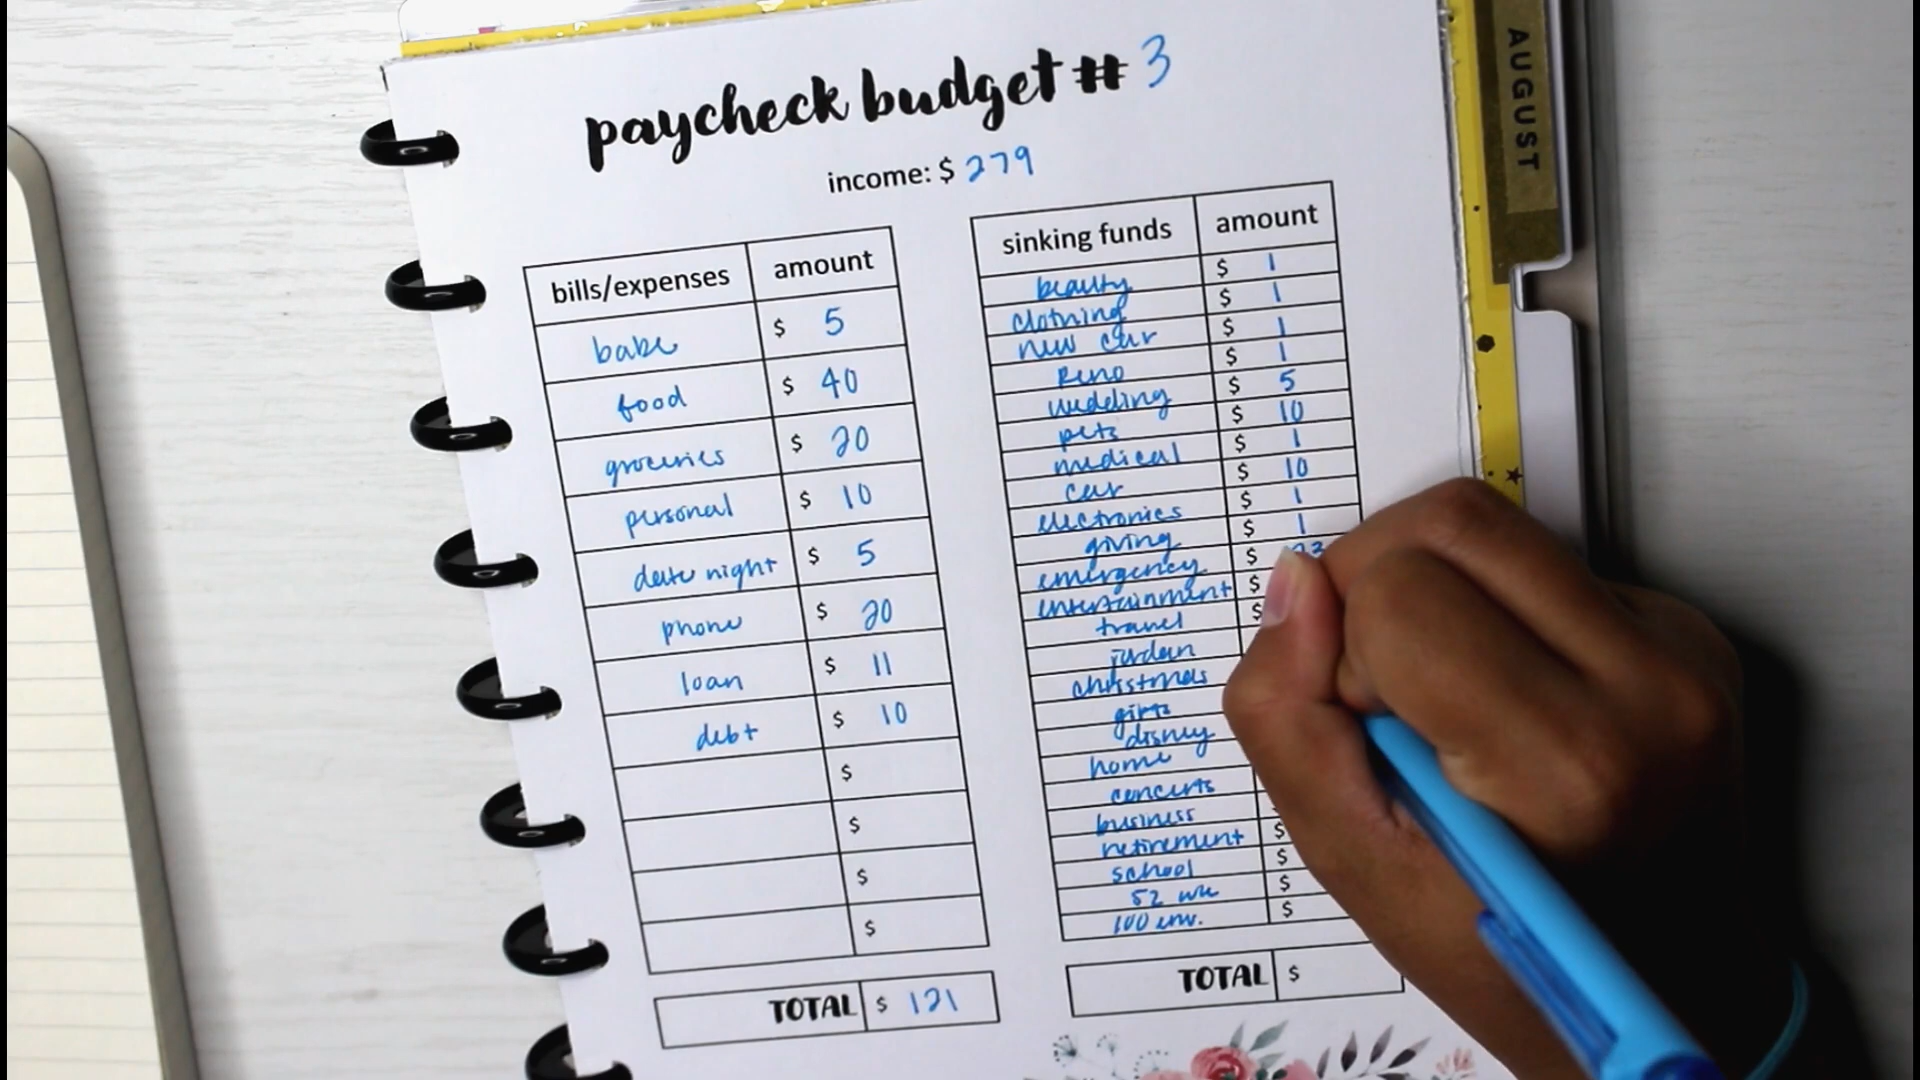 AUGUST
paycheck budget # 3
income: $ 279
bills/expenses amount
babe $ 5
food $ 40
groceries $ 20
personal $ 10
date night $ 5
phone $ 20
loan $ 11
debt $ 10
$
$
$
$
TOTAL $ 121
sinking funds amount
beauty $ 1
clothing $ 1
new car $ 1
Reno $ 1
wedding $ 5
pets $ 10
medical $ 1
car $ 10
electronics $ 1
giving $ 1
emergency $
entertainment $
travel $
jordan
christmas
gifts
disney
home
concerts
business
retirement $
school $
52 wk $
100 env. $
TOTAL $